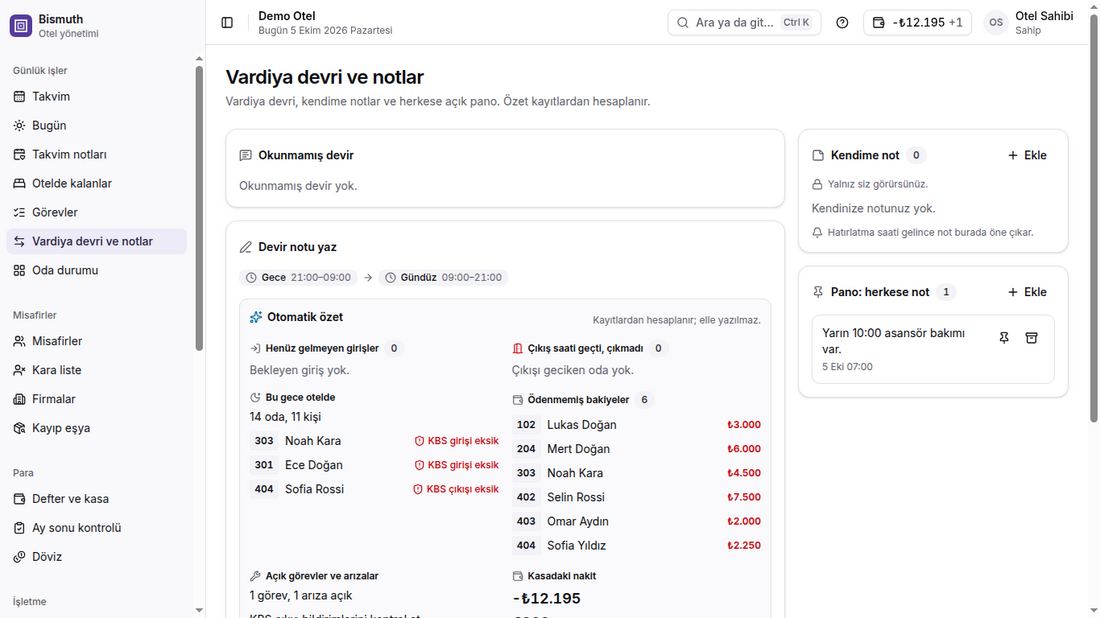 Bismuth
Otel yönetimi
Günlük işler
Takvim
Bugün
Takvim notları
Otelde kalanlar
Görevler
Vardiya devri ve notlar
Oda durumu
Misafirler
Misafirler
Kara liste
Firmalar
Kayıp eşya
Para
Defter ve kasa
Ay sonu kontrolü
Döviz
İşletme
Demo Otel
Bugün 5 Ekim 2026 Pazartesi
Ara ya da git... Ctrl K
-₺12.195 +1
OS
Otel Sahibi
Sahip
Vardiya devri ve notlar
Vardiya devri, kendime notlar ve herkese açık pano. Özet kayıtlardan hesaplanır.
Okunmamış devir
Okunmamış devir yok.
Devir notu yaz
Gece 21:00–09:00 → Gündüz 09:00–21:00
Otomatik özet
Kayıtlardan hesaplanır; elle yazılmaz.
Henüz gelmeyen girişler 0
Bekleyen giriş yok.
Bu gece otelde
14 oda, 11 kişi
303 Noah Kara KBS girişi eksik
301 Ece Doğan KBS girişi eksik
404 Sofia Rossi KBS çıkışı eksik
Çıkış saati geçti, çıkmadı 0
Çıkışı geciken oda yok.
Ödenmemiş bakiyeler 6
102 Lukas Doğan ₺3.000
204 Mert Doğan ₺6.000
303 Noah Kara ₺4.500
402 Selin Rossi ₺7.500
403 Omar Aydın ₺2.000
404 Sofia Yıldız ₺2.250
Açık görevler ve arızalar
1 görev, 1 arıza açık
Kasadaki nakit
-₺12.195
Kendime not 0
+ Ekle
Yalnız siz görürsünüz.
Kendinize notunuz yok.
Hatırlatma saati gelince not burada öne çıkar.
Pano: herkese not 1
+ Ekle
Yarın 10:00 asansör bakımı
var.
5 Eki 07:00